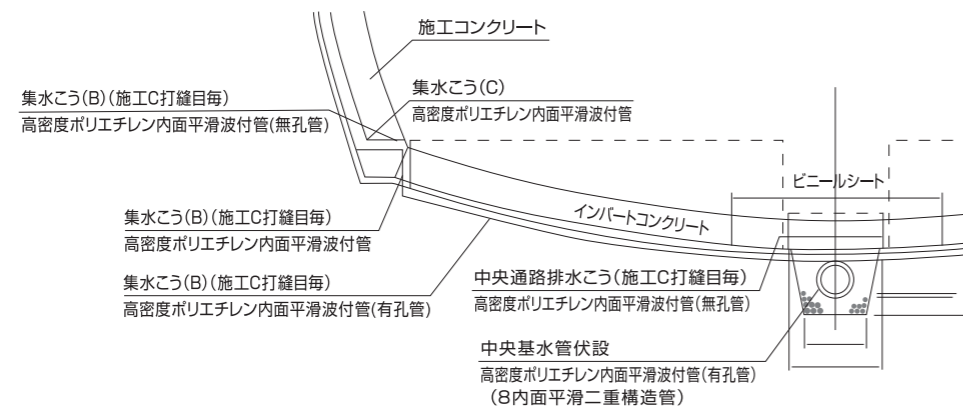 施工コンクリート
集水こう(C)
高密度ポリエチレン内面平滑波付管
集水こう(B)(施工C打縫目毎)
高密度ポリエチレン内面平滑波付管(無孔管)
ビニールシート
インバートコンクリート
集水こう(B)(施工C打縫目毎)
高密度ポリエチレン内面平滑波付管
集水こう(B)(施工C打縫目毎)
高密度ポリエチレン内面平滑波付管(有孔管)
中央通路排水こう(施工C打縫目毎)
高密度ポリエチレン内面平滑波付管(無孔管)
中央基水管伏設
高密度ポリエチレン内面平滑波付管(有孔管)
(8内面平滑二重構造管)